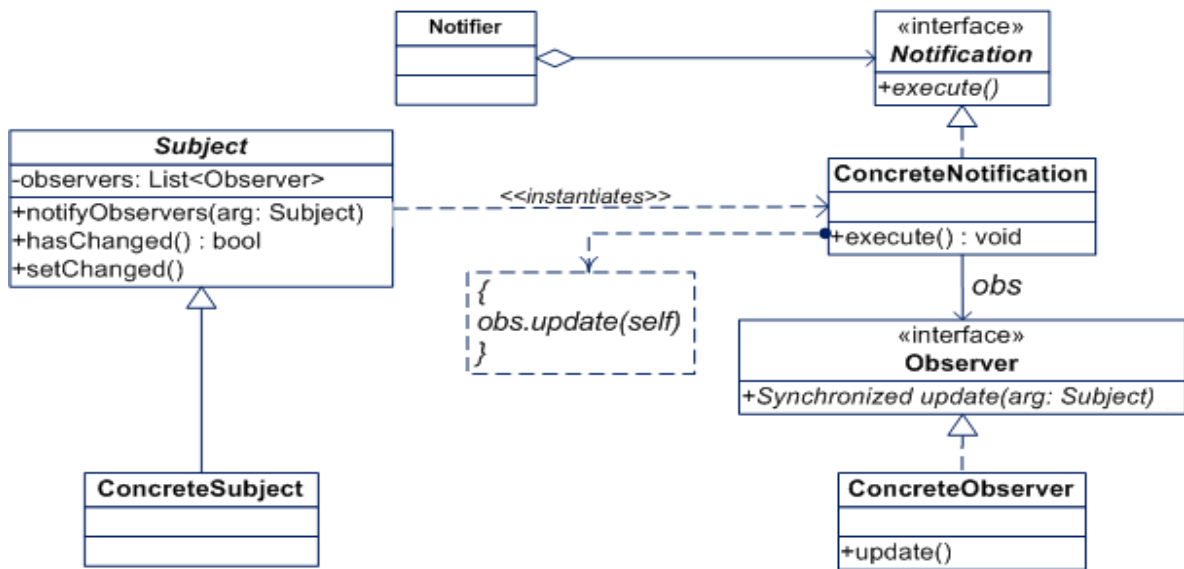 Notifier
«interface»
Notification
+execute()
Subject
-observers: List<Observer>
+notifyObservers(arg: Subject)
+hasChanged() : bool
+setChanged()
<<instantiates>>
ConcreteNotification
+execute() : void
{
obs.update(self)
}
obs
«interface»
Observer
+Synchronized update(arg: Subject)
ConcreteSubject
ConcreteObserver
+update()